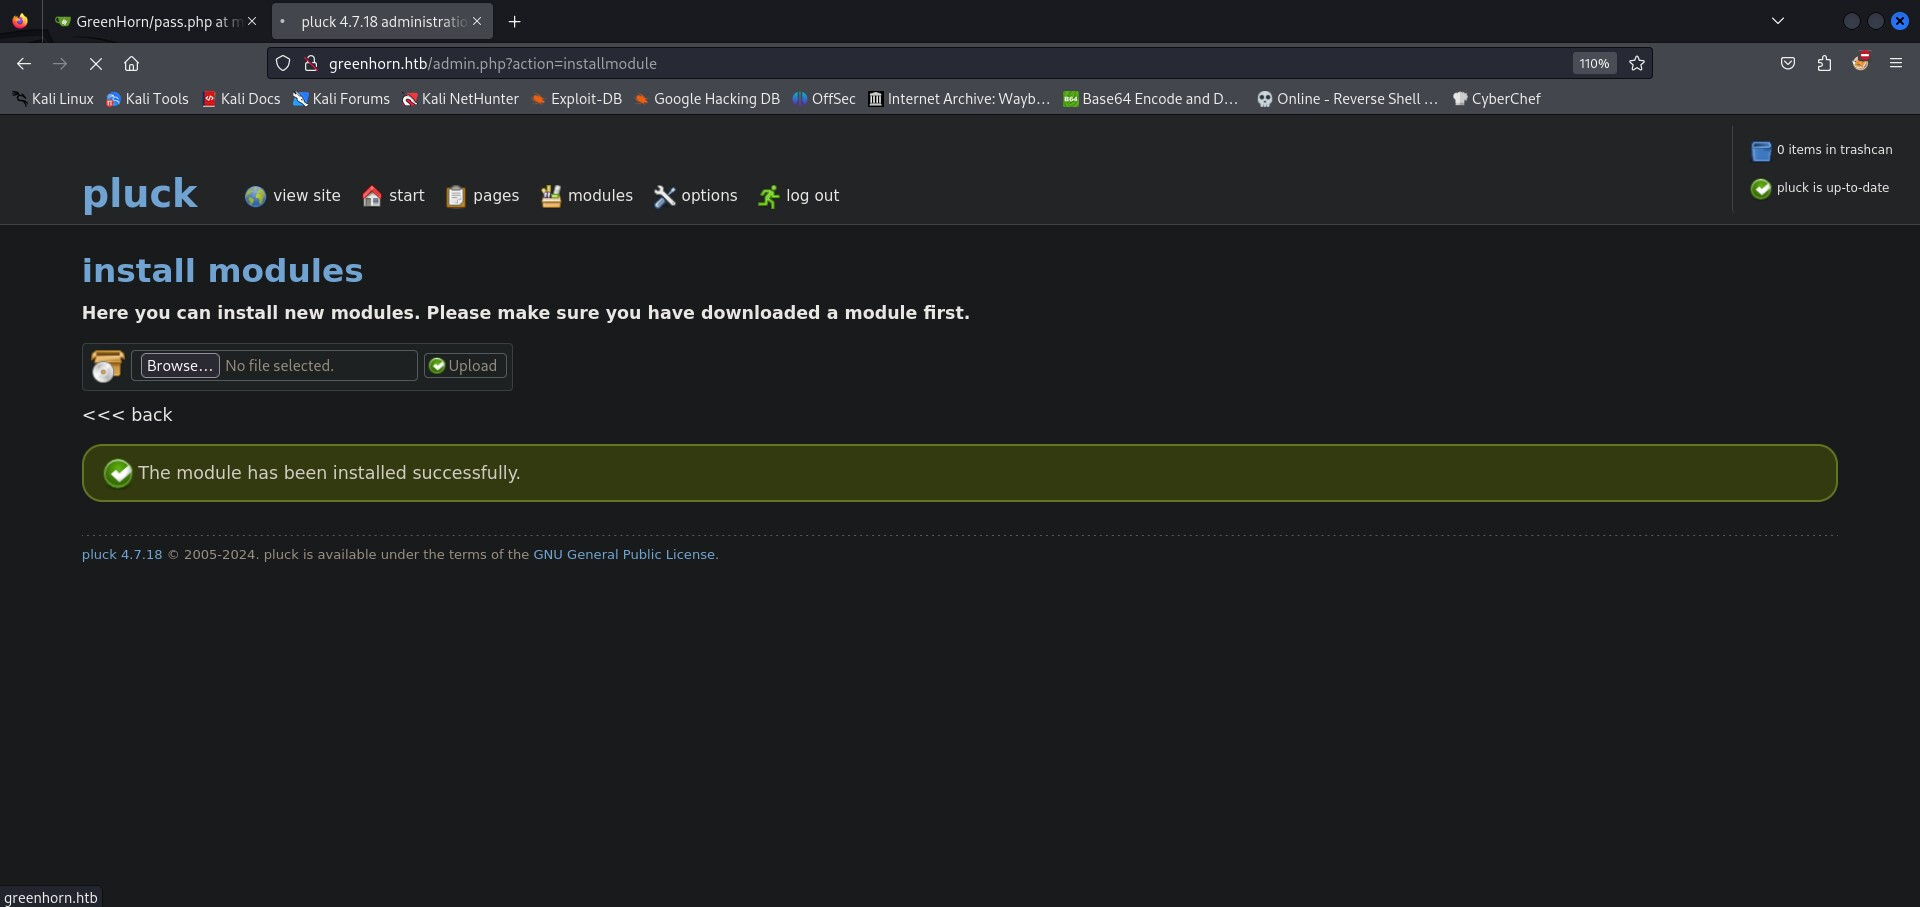 GreenHorn/pass.php at m
pluck 4.7.18 administratio
greenhorn.htb/admin.php?action=installmodule
110%
Kali Linux
Kali Tools
Kali Docs
Kali Forums
Kali NetHunter
Exploit-DB
Google Hacking DB
OffSec
Internet Archive: Wayb…
B64
Base64 Encode and D…
Online - Reverse Shell …
CyberChef
0 items in trashcan
pluck is up-to-date
pluck
view site
start
pages
modules
options
log out
install modules
Here you can install new modules. Please make sure you have downloaded a module first.
Browse… No file selected.
Upload
<<< back
The module has been installed successfully.
pluck 4.7.18 © 2005-2024. pluck is available under the terms of the GNU General Public License.
greenhorn.htb